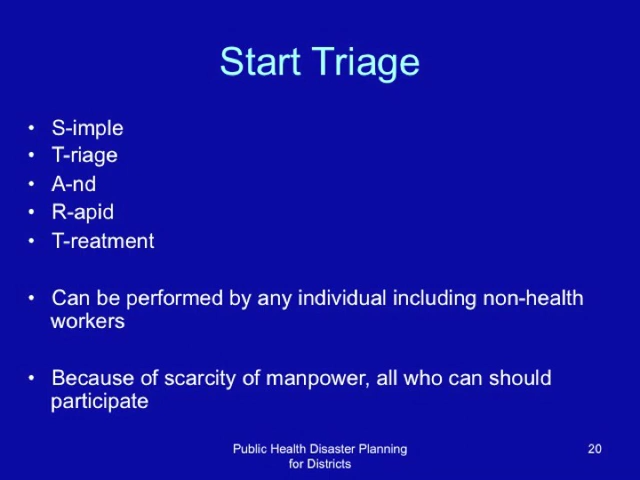 Start Triage
• S-imple
• T-riage
• A-nd
• R-apid
• T-reatment
• Can be performed by any individual including non-health
workers
• Because of scarcity of manpower, all who can should
participate
Public Health Disaster Planning
for Districts
20